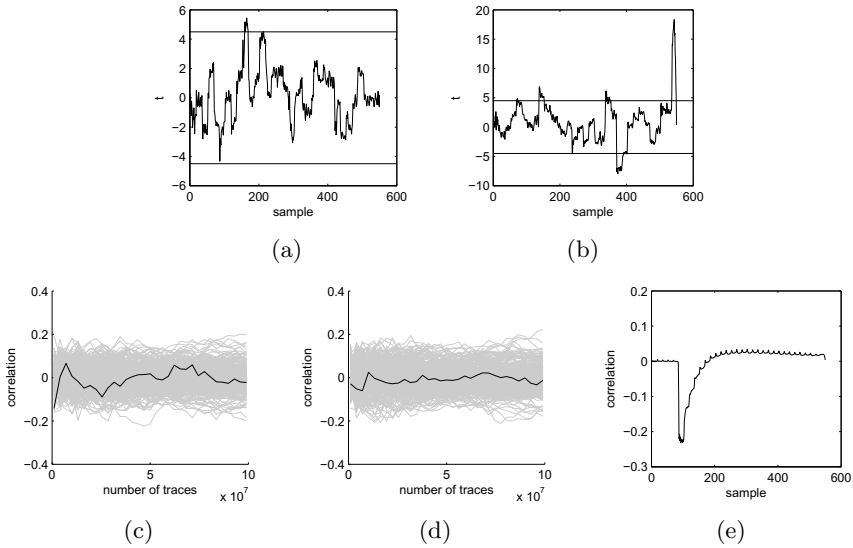 6
4
2
0
−2
−4
−6
t
0 200 400 600
sample
(a)
20
15
10
5
0
−5
−10
t
0 200 400 600
sample
(b)
0.4
0.2
0
−0.2
−0.4
correlation
0 5 10
number of traces
x 10^7
(c)
0.4
0.2
0
−0.2
−0.4
correlation
0 5 10
number of traces
x 10^7
(d)
0.2
0.1
0
−0.1
−0.2
−0.3
correlation
0 200 400 600
sample
(e)